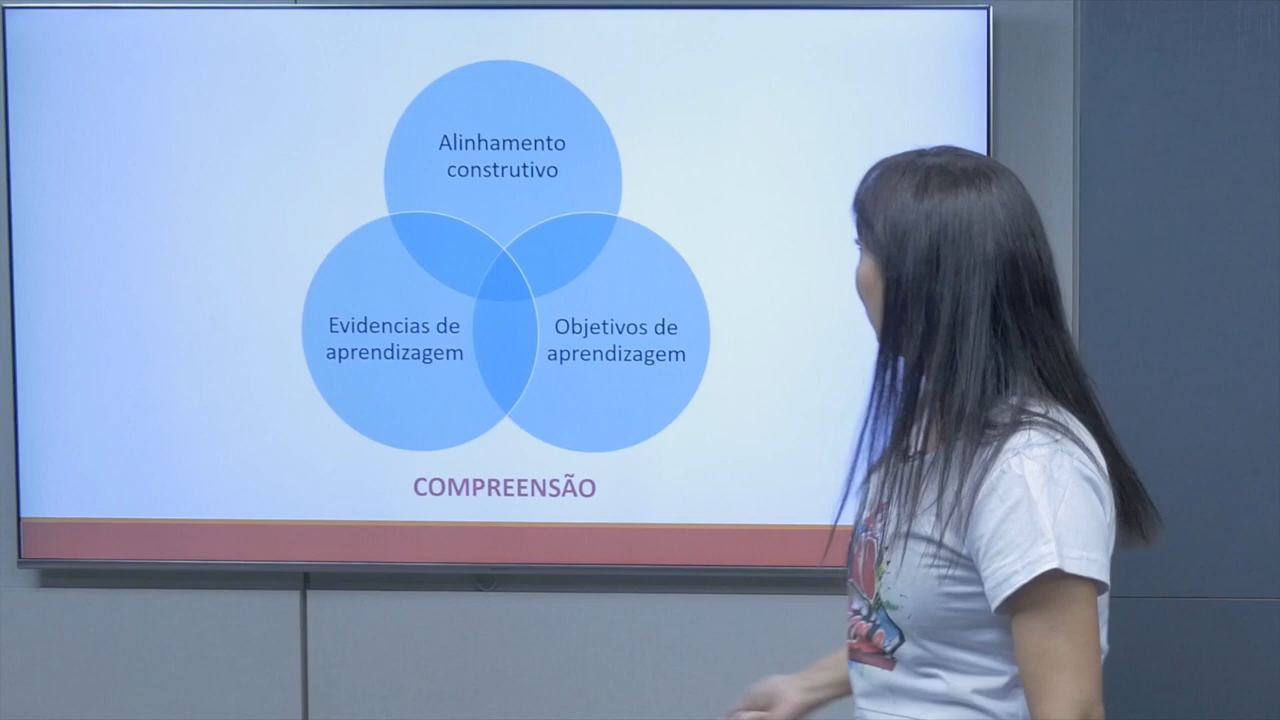 Alinhamento
construtivo
Evidencias de
aprendizagem
Objetivos de
aprendizagem
COMPREENSÃO